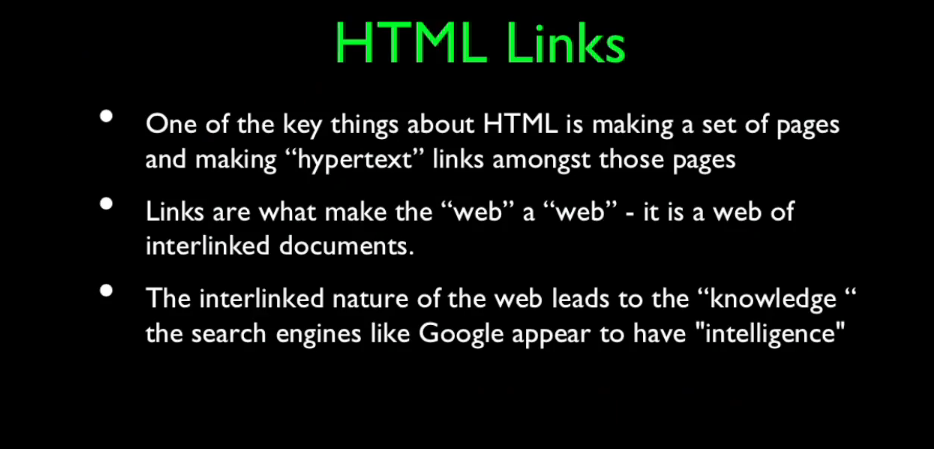 HTML Links
• One of the key things about HTML is making a set of pages
and making “hypertext” links amongst those pages
• Links are what make the “web” a “web” - it is a web of
interlinked documents.
• The interlinked nature of the web leads to the “knowledge “
the search engines like Google appear to have "intelligence"